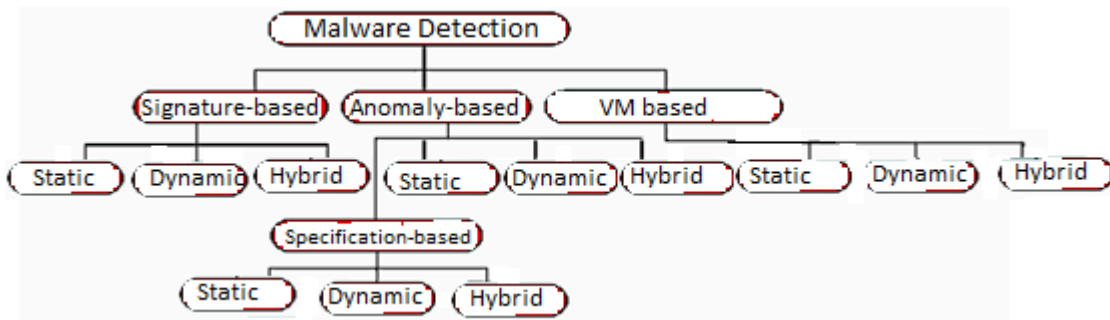 Malware Detection
Signature-based Anomaly-based VM based
Static Dynamic Hybrid Static Dynamic Hybrid Static Dynamic Hybrid
Specification-based
Static Dynamic Hybrid